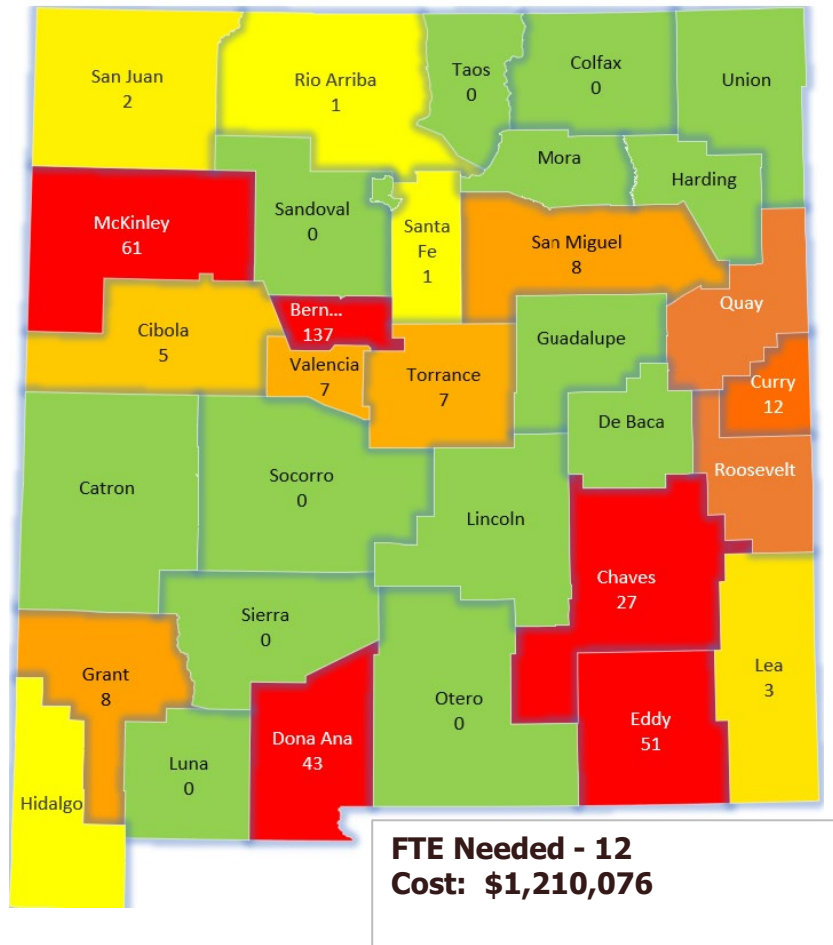 San Juan
2
Rio Arriba
1
Taos
0
Colfax
0
Union
Mora
Harding
McKinley
61
Sandoval
0
Santa
Fe
1
San Miguel
8
Quay
Cibola
5
Bern...
137
Valencia
7
Torrance
7
Guadalupe
Curry
12
De Baca
Roosevelt
Catron
Socorro
0
Lincoln
Chaves
27
Sierra
0
Grant
8
Otero
0
Lea
3
Eddy
51
Dona Ana
43
Luna
0
Hidalgo
FTE Needed - 12
Cost:  $1,210,076